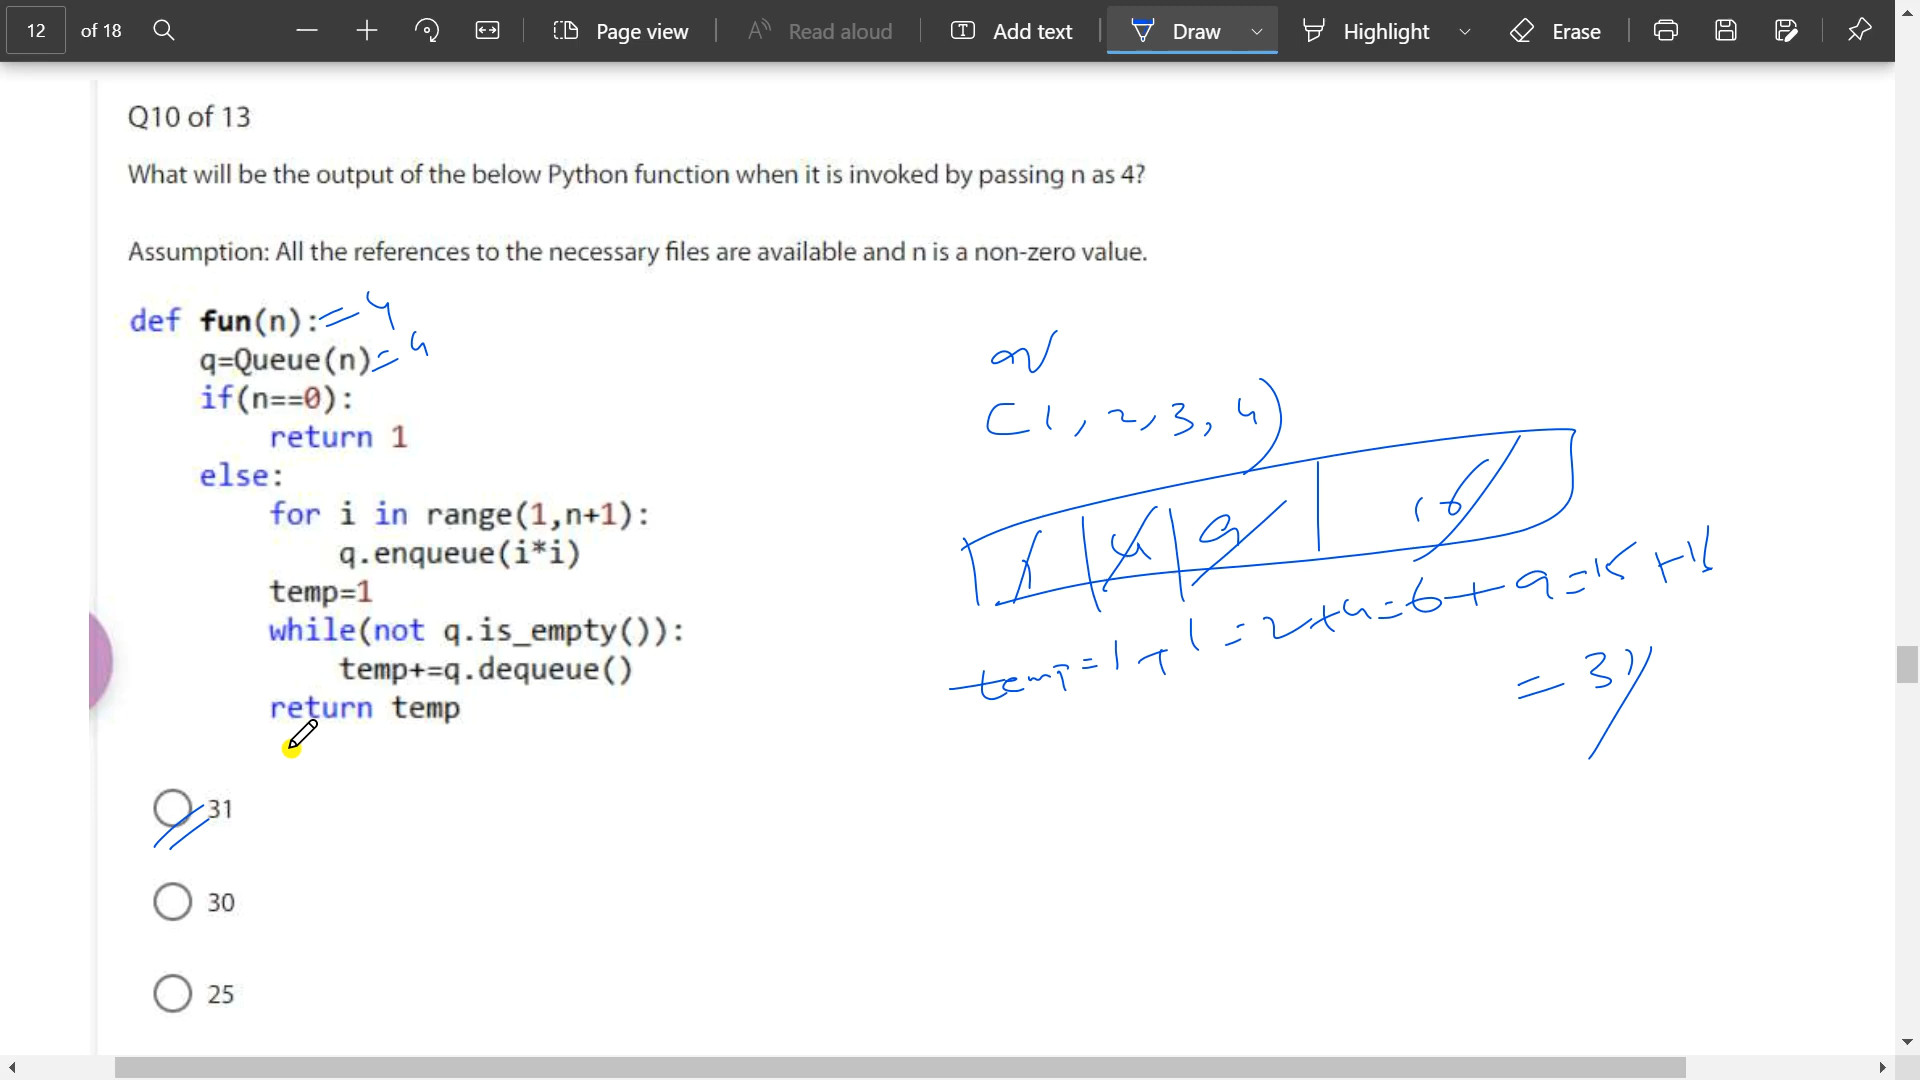 12 of 18 Page view Read aloud Add text Draw Highlight Erase
Q10 of 13
What will be the output of the below Python function when it is invoked by passing n as 4?
Assumption: All the references to the necessary files are available and n is a non-zero value.
def fun(n): = 4
q=Queue(n) = 4
if(n==0):
return 1
else:
for i in range(1,n+1):
q.enqueue(i*i)
temp=1
while(not q.is_empty()):
temp+=q.dequeue()
return temp
(1, 2, 3, 4)
1 4 9 16
temp = 1 + 1 = 2 + 4 = 6 + 9 = 15 + 16
= 31
31
30
25